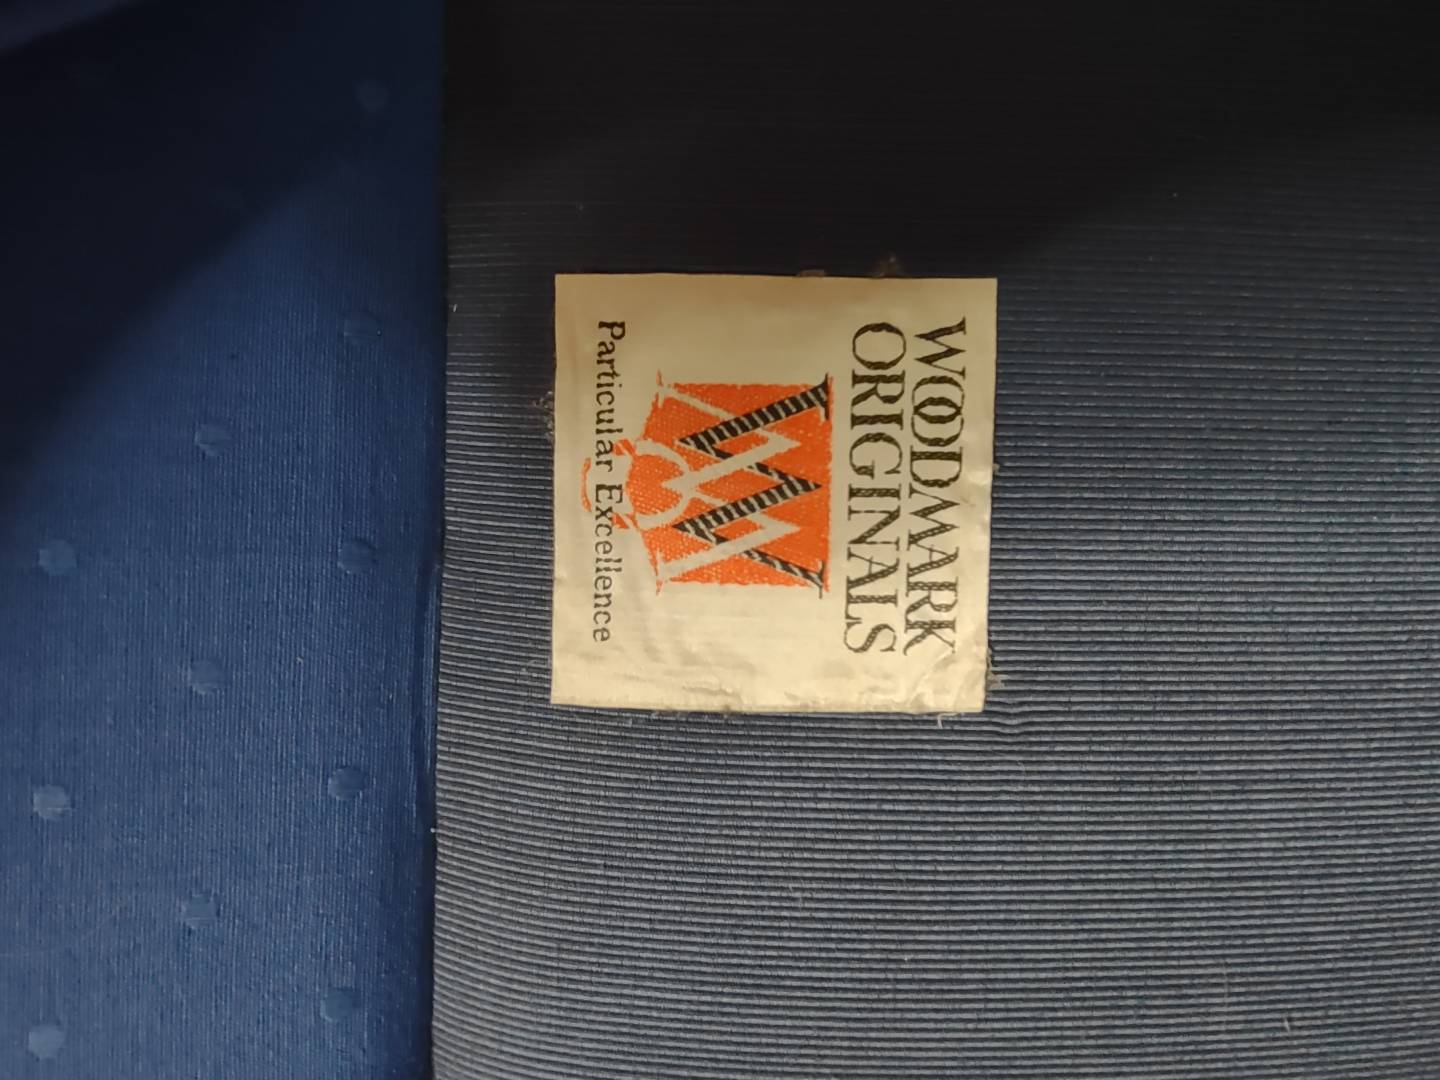 WOODMARK
ORIGINALS
W
Particular Excellence